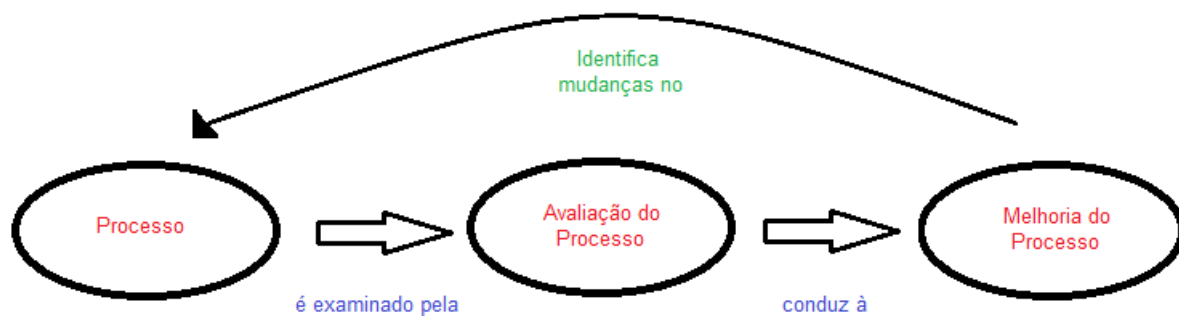 Identifica
mudanças no
Processo
Avaliação do
Processo
Melhoria do
Processo
é examinado pela
conduz à